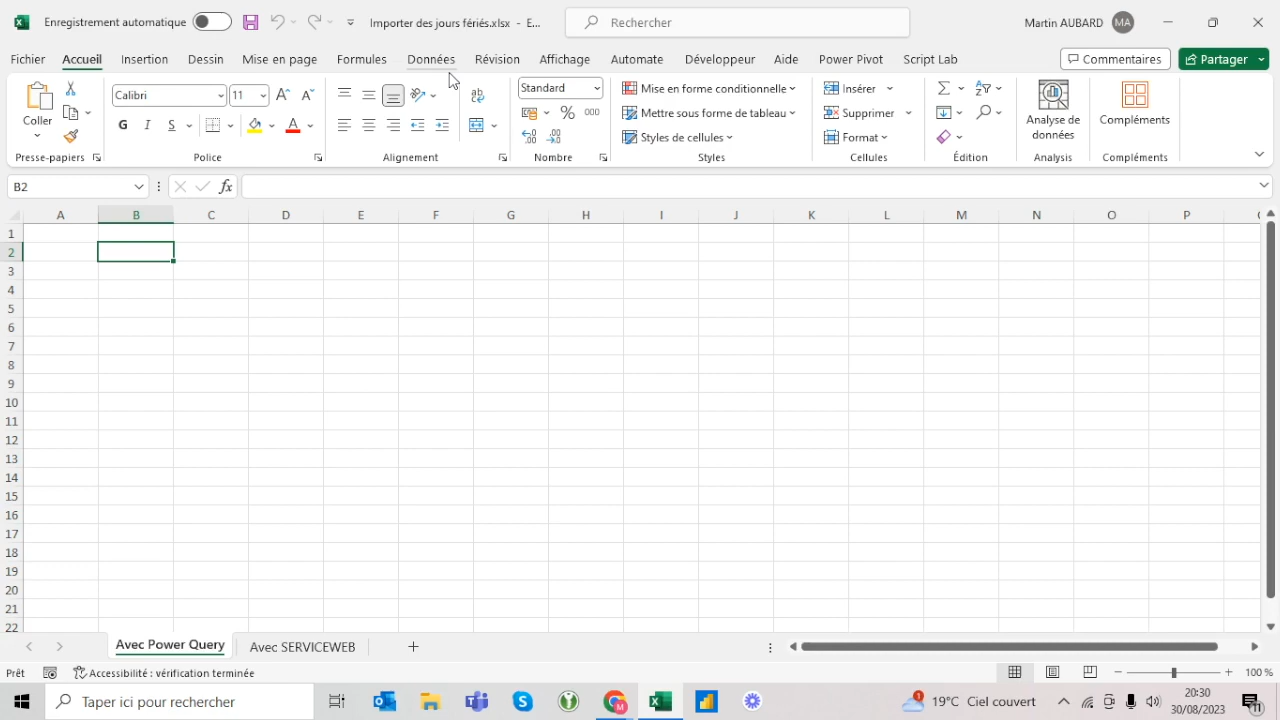 Enregistrement automatique Importer des jours fériés.xlsx - E... Rechercher Martin AUBARD MA
Fichier Accueil Insertion Dessin Mise en page Formules Données Révision Affichage Automate Développeur Aide Power Pivot Script Lab Commentaires Partager
Coller Calibri 11 Standard Mise en forme conditionnelle Insérer Analyse de données Compléments
% 000 Mettre sous forme de tableau Supprimer
G I S A Styles de cellules Format
Presse-papiers Police Alignement Nombre Styles Cellules Édition Analysis Compléments
B2 fx
A B C D E F G H I J K L M N O P
1
2
3
4
5
6
7
8
9
10
11
12
13
14
15
16
17
18
19
20
21
22
Avec Power Query Avec SERVICEWEB
Prêt Accessibilité : vérification terminée 100 %
Taper ici pour rechercher 1 19°C Ciel couvert 20:30
30/08/2023 11